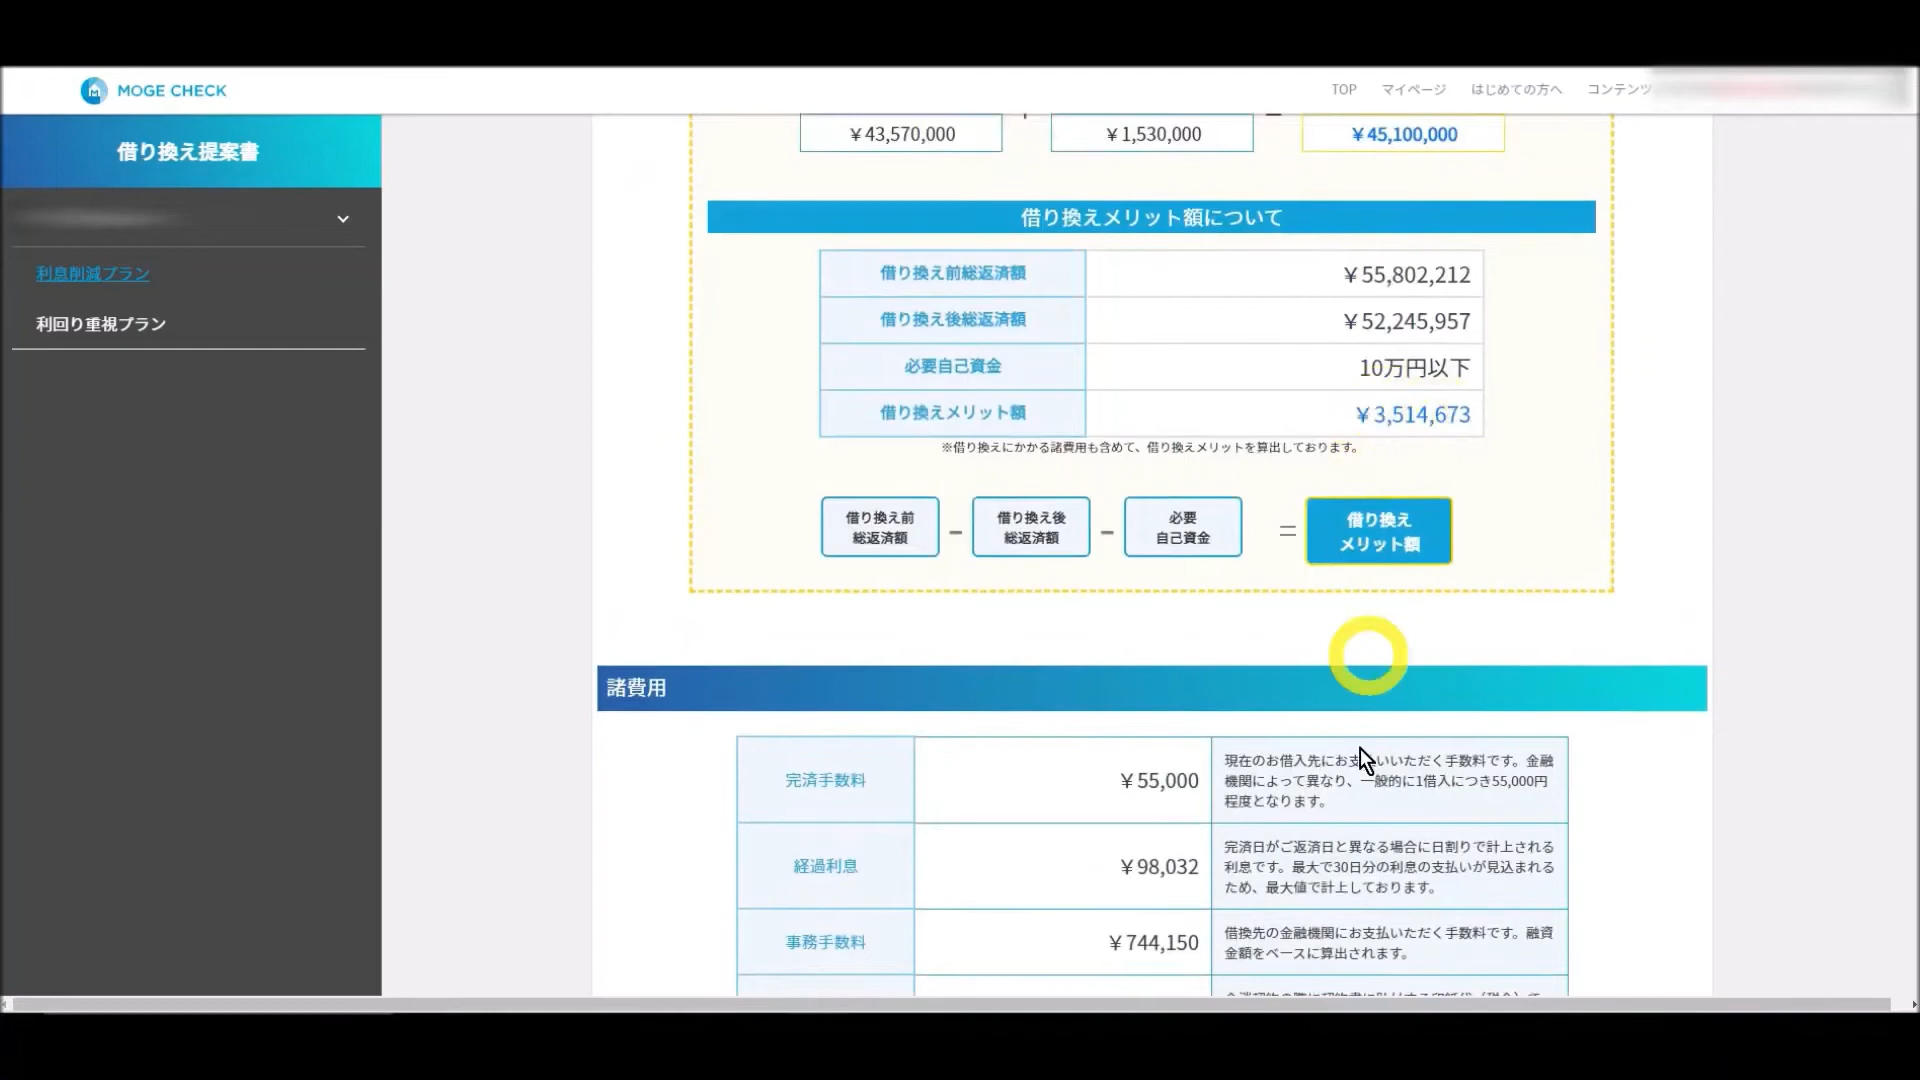 MOGE CHECK
TOP マイページ はじめての方へ コンテンツ
借り換え提案書
利息削減プラン
利回り重視プラン
￥43,570,000 ￥1,530,000 ￥45,100,000
借り換えメリット額について
借り換え前総返済額 ￥55,802,212
借り換え後総返済額 ￥52,245,957
必要自己資金 10万円以下
借り換えメリット額 ￥3,514,673
※借り換えにかかる諸費用も含めて、借り換えメリットを算出しております。
借り換え前
総返済額
−
借り換え後
総返済額
−
必要
自己資金
=
借り換え
メリット額
諸費用
完済手数料 ￥55,000
現在のお借入先にお支払いいただく手数料です。金融
機関によって異なり、一般的に1借入につき55,000円
程度となります。
経過利息 ￥98,032
完済日がご返済日と異なる場合に日割りで計上される
利息です。最大で30日分の利息の支払いが見込まれる
ため、最大値で計上しております。
事務手数料 ￥744,150
借換先の金融機関にお支払いただく手数料です。融資
金額をベースに算出されます。